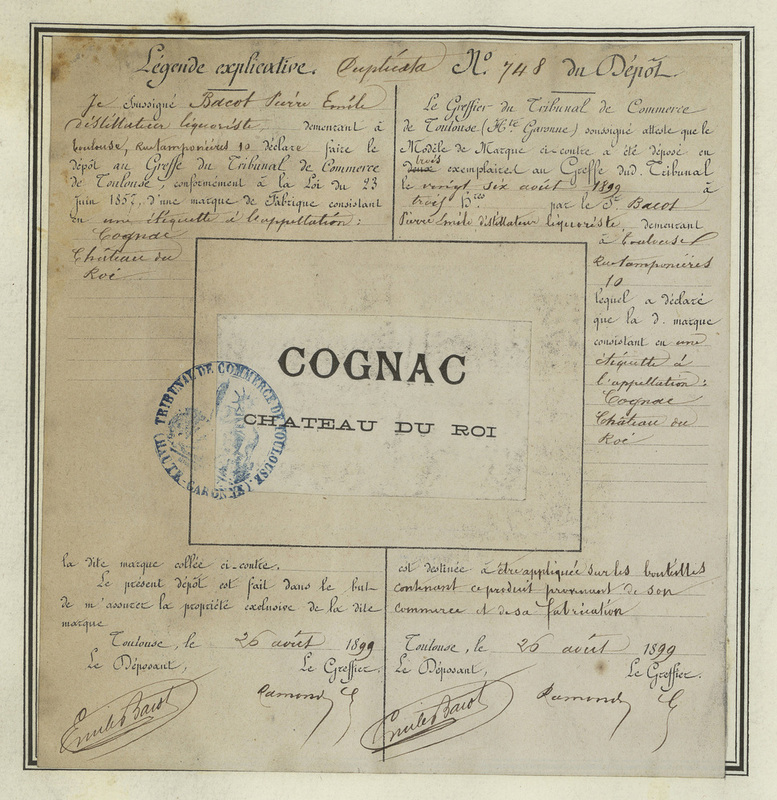 Légende explicative. Duplicata No. 748 du Dépôt.
Je soussigné Bacot Pierre Emile
distillateur liquoriste, demeurant à
Toulouse, Rue Tamponières 10 déclare faire le
dépôt au Greffe du Tribunal de Commerce
de Toulouse, conformément à la Loi du 23
Juin 1857, d'une marque de Fabrique consistant
en une étiquette à l'appellation:
Cognac
Château du
Roi
Le Greffier du Tribunal de Commerce
de Toulouse (Hte Garonne) soussigné atteste que le
Modèle de Marque ci-contre a été déposé en
trois
deux exemplaires au Greffe dud. Tribunal
le vingt six août 1899 à
trois hres par le Sr Bacot
Pierre Emile distillateur liquoriste, demeurant
à Toulouse
Rue Tamponières
10
lequel a déclaré
que la d. marque
consistant en une
étiquette à
l'appellation:
Cognac
Château du
Roi
COGNAC
CHATEAU DU ROI
TRIBUNAL DE COMMERCE DE TOULOUSE
(HAUTE-GARONNE)
la dite marque collée ci-contre.
Le présent dépôt est fait dans le but
de m'assurer la propriété exclusive de la dite
marque
Toulouse, le 26 août 1899
Le Déposant, Le Greffier.
Emile Bacot Ramond
est destinée à être appliquée sur les bouteilles
contenant ce produit provenant de son
commerce et de sa fabrication
Toulouse, le 26 août 1899
Le Déposant, Le Greffier.
Emile Bacot Ramond